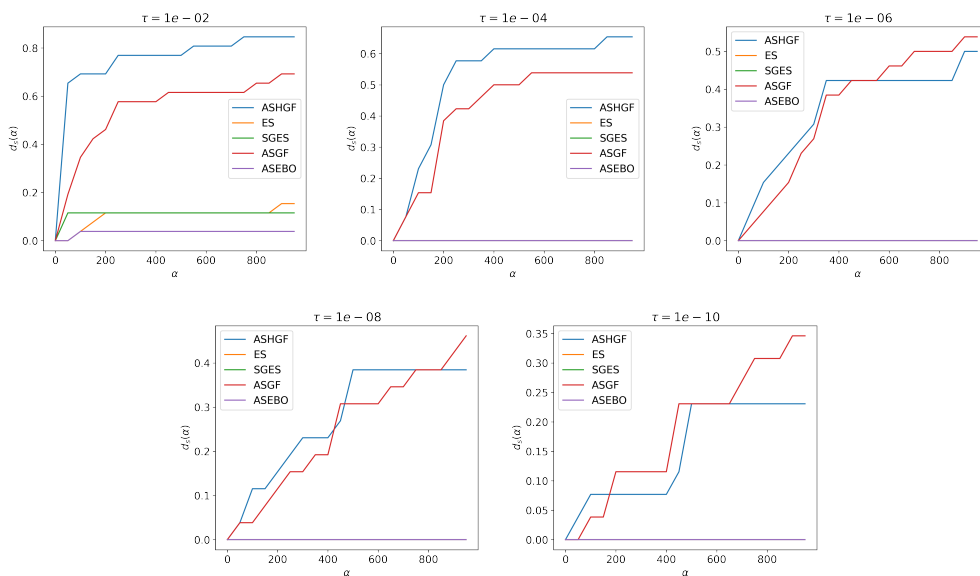 τ = 1e − 02
0.8
0.6
0.4
0.2
0.0
d_s(α)
ASHGF
ES
SGES
ASGF
ASEBO
0 200 400 600 800
α
τ = 1e − 04
0.6
0.5
0.4
0.3
0.2
0.1
0.0
d_s(α)
ASHGF
ES
SGES
ASGF
ASEBO
0 200 400 600 800
α
τ = 1e − 06
0.5
0.4
0.3
0.2
0.1
0.0
d_s(α)
ASHGF
ES
SGES
ASGF
ASEBO
0 200 400 600 800
α
τ = 1e − 08
0.4
0.3
0.2
0.1
0.0
d_s(α)
ASHGF
ES
SGES
ASGF
ASEBO
0 200 400 600 800
α
τ = 1e − 10
0.35
0.30
0.25
0.20
0.15
0.10
0.05
0.00
d_s(α)
ASHGF
ES
SGES
ASGF
ASEBO
0 200 400 600 800
α